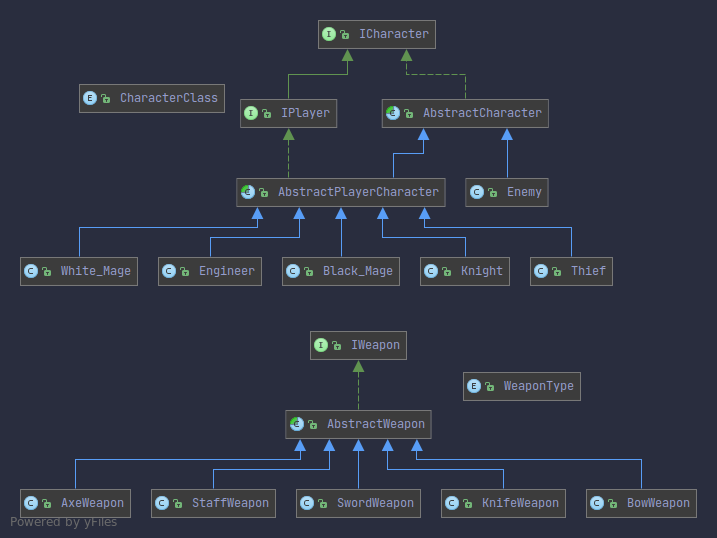 I ICharacter
E CharacterClass
I IPlayer
C AbstractCharacter
C AbstractPlayerCharacter
C Enemy
C White_Mage
C Engineer
C Black_Mage
C Knight
C Thief
I IWeapon
E WeaponType
C AbstractWeapon
C AxeWeapon
C StaffWeapon
C SwordWeapon
C KnifeWeapon
C BowWeapon
Powered by yFiles